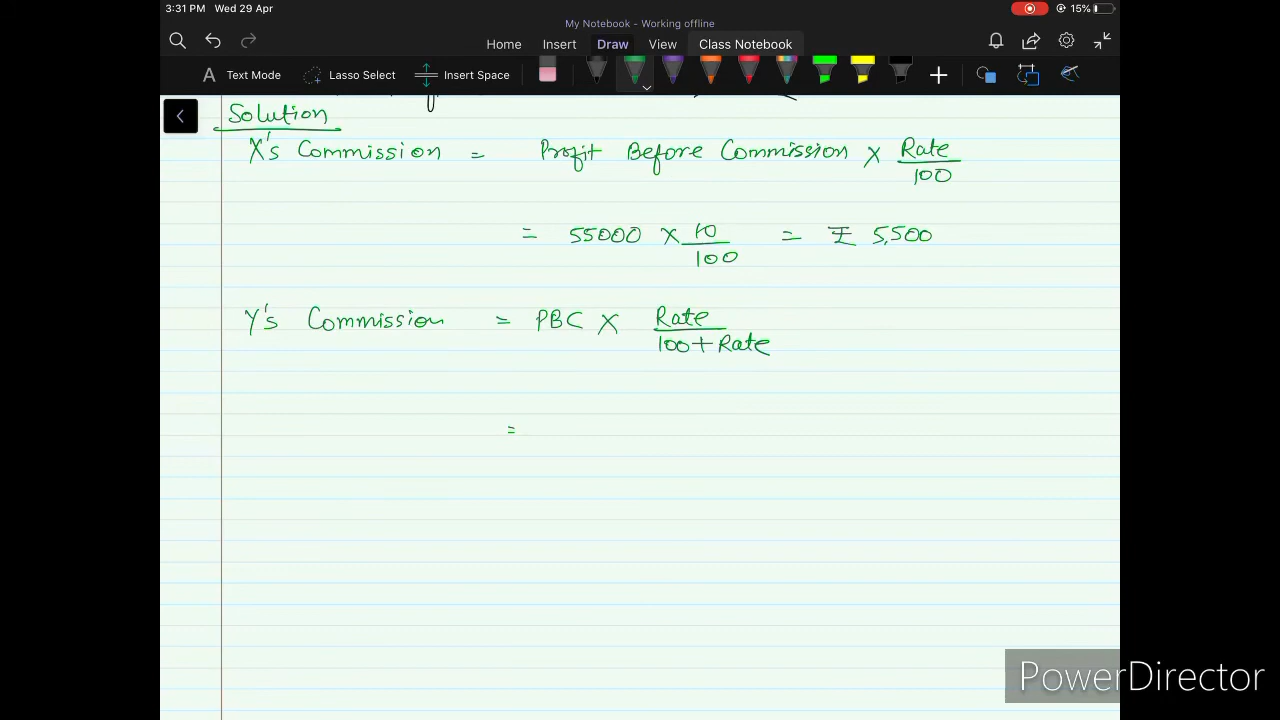 3:31 PM Wed 29 Apr
15%
My Notebook - Working offline
Home Insert Draw View Class Notebook
A Text Mode Lasso Select Insert Space
Solution
X's Commission = Profit Before Commission X Rate/100
= 55000 X 10/100 = ₹ 5,500
Y's Commission = PBC X Rate/100+Rate
=
PowerDirector